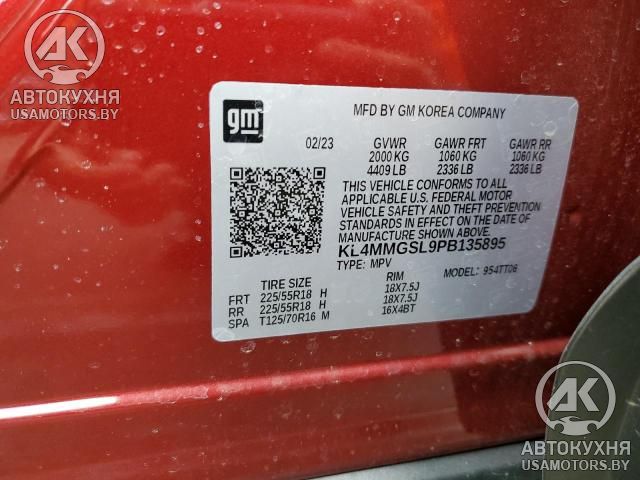 АК
АВТОКУХНЯ
USAMOTORS.BY
gm
MFD BY GM KOREA COMPANY
02/23 GVWR GAWR FRT GAWR RR
2000 KG 1060 KG 1060 KG
4409 LB 2336 LB 2336 LB
THIS VEHICLE CONFORMS TO ALL
APPLICABLE U.S. FEDERAL MOTOR
VEHICLE SAFETY AND THEFT PREVENTION
STANDARDS IN EFFECT ON THE DATE OF
MANUFACTURE SHOWN ABOVE.
KL4MMGSL9PB135895
TYPE: MPV MODEL: 954TT06
TIRE SIZE RIM
FRT 225/55R18 H 18X7.5J
RR 225/55R18 H 18X7.5J
SPA T125/70R16 M 16X4BT
АК
АВТОКУХНЯ
USAMOTORS.BY